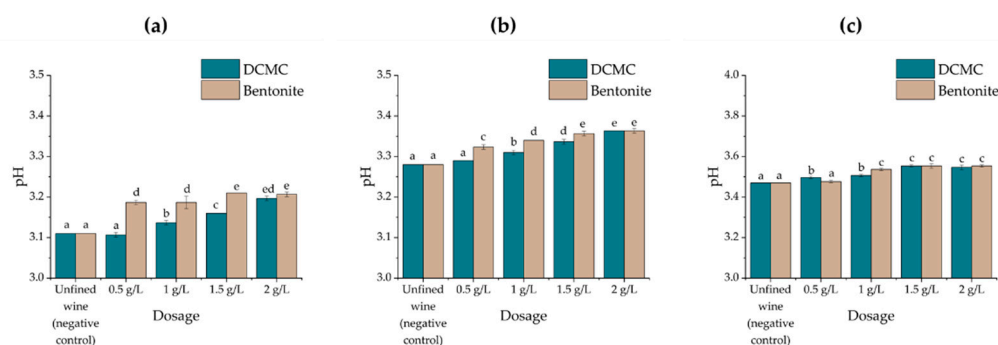 (a)
DCMC
Bentonite
3.5
3.4
3.3
3.2
3.1
3.0
pH
a a a d b d c e ed e
Unfined wine (negative control)
0.5 g/L
1 g/L
1.5 g/L
2 g/L
Dosage
(b)
DCMC
Bentonite
3.5
3.4
3.3
3.2
3.1
3.0
pH
a a a c b d d e e e
Unfined wine (negative control)
0.5 g/L
1 g/L
1.5 g/L
2 g/L
Dosage
(c)
DCMC
Bentonite
4.0
3.8
3.6
3.4
3.2
3.0
pH
a a b a b c c c c c
Unfined wine (negative control)
0.5 g/L
1 g/L
1.5 g/L
2 g/L
Dosage